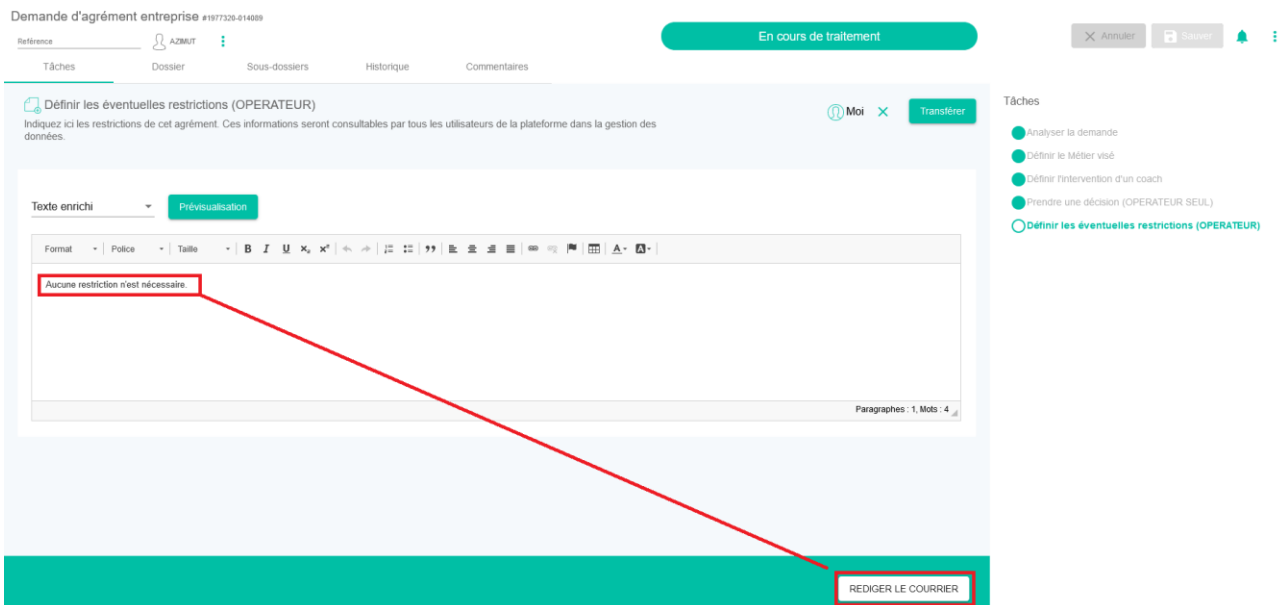 Demande d'agrément entreprise #1977320-014089
Référence
AZIMUT
En cours de traitement
Annuler
Sauver
Tâches Dossier Sous-dossiers Historique Commentaires
Définir les éventuelles restrictions (OPERATEUR)
Indiquez ici les restrictions de cet agrément. Ces informations seront consultables par tous les utilisateurs de la plateforme dans la gestion des
données.
Moi
Transférer
Texte enrichi
Prévisualisation
Format Police Taille B I U x₂ x² A A
Aucune restriction n'est nécessaire.
Paragraphes : 1, Mots : 4
REDIGER LE COURRIER
Tâches
Analyser la demande
Définir le Métier visé
Définir l'intervention d'un coach
Prendre une décision (OPERATEUR SEUL)
Définir les éventuelles restrictions (OPERATEUR)